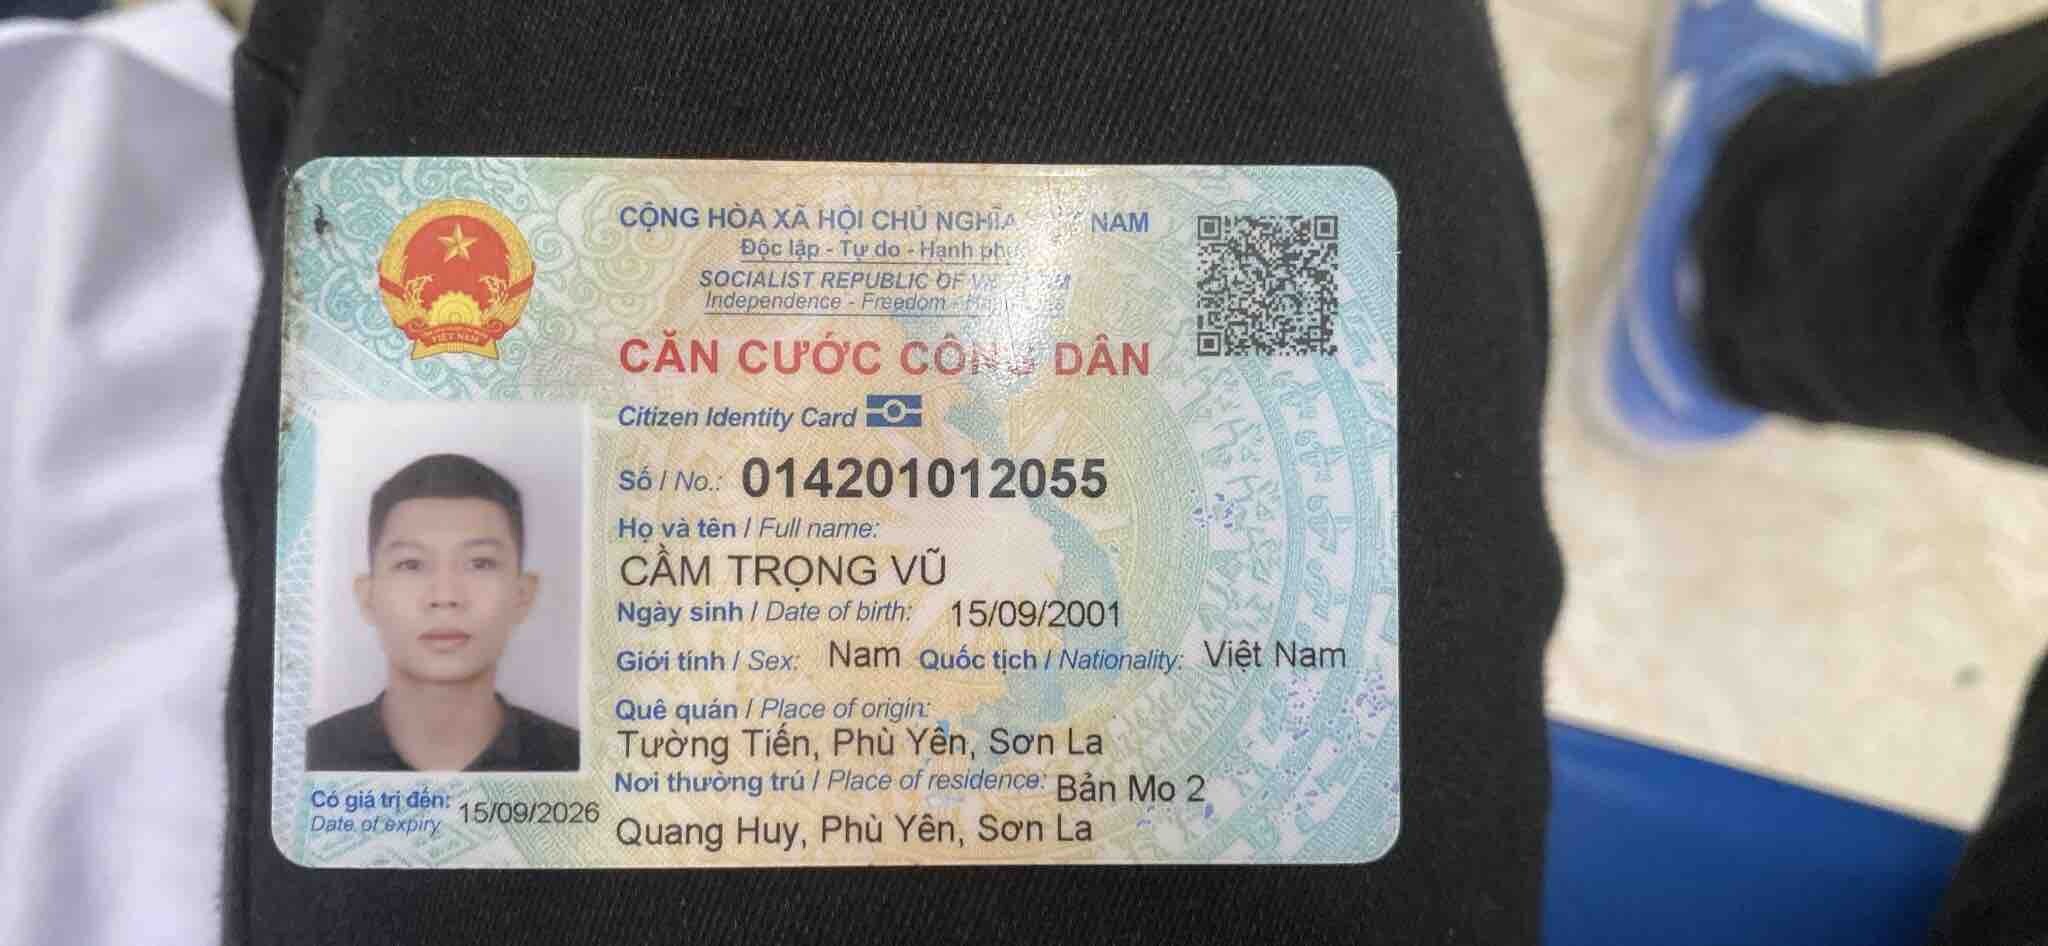 CỘNG HÒA XÃ HỘI CHỦ NGHĨA NAM
Độc lập - Tự do - Hạnh
SOCIALIST REPUBLIC OF
Independence - Freedom -
CĂN CƯỚC CÔNG DÂN
Citizen Identity Card
Số / No.: 014201012055
Họ và tên / Full name:
CẦM TRỌNG VŨ
Ngày sinh / Date of birth: 15/09/2001
Giới tính / Sex: Nam Quốc tịch / Nationality: Việt Nam
Quê quán / Place of origin:
Tường Tiến, Phù Yên, Sơn La
Nơi thường trú / Place of residence: Bản Mo 2
Quang Huy, Phù Yên, Sơn La
Có giá trị đến: 15/09/2026
Date of expiry
VIỆT NAM